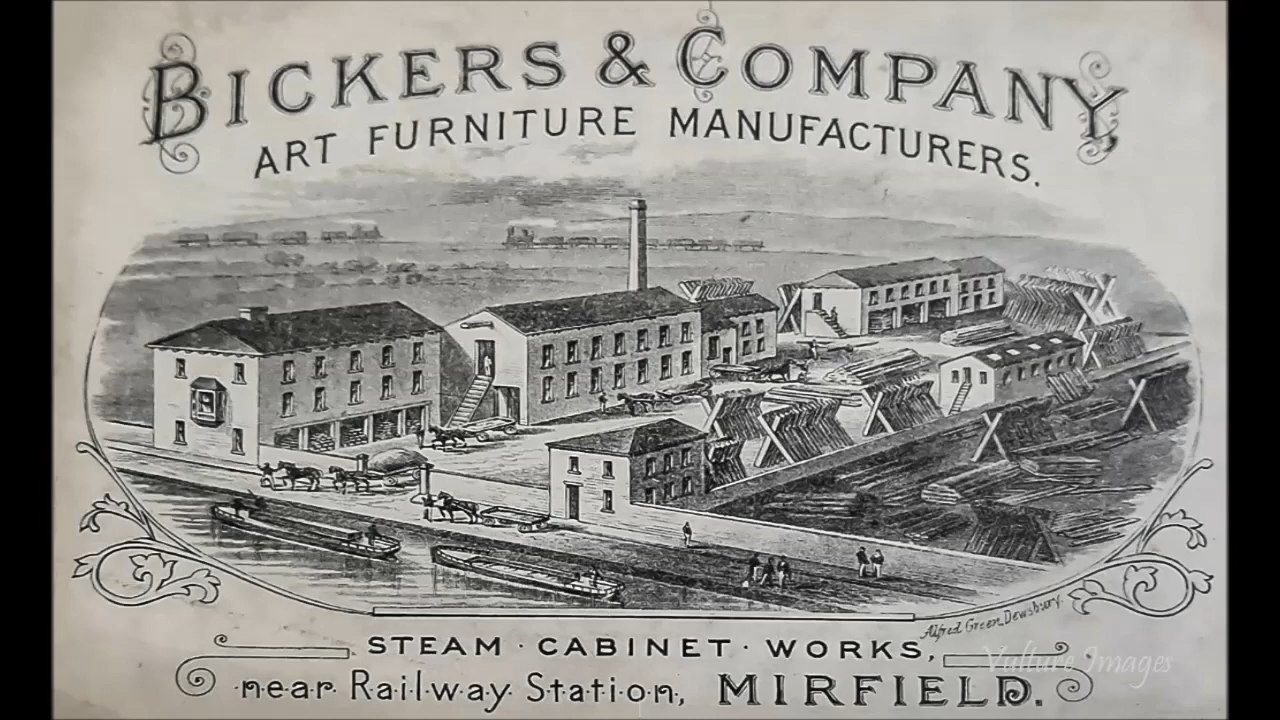 BICKERS & COMPANY
ART FURNITURE MANUFACTURERS.
Alfred Green, Dewsbury.
STEAM · CABINET · WORKS,
near Railway Station, MIRFIELD.
Vulture Images